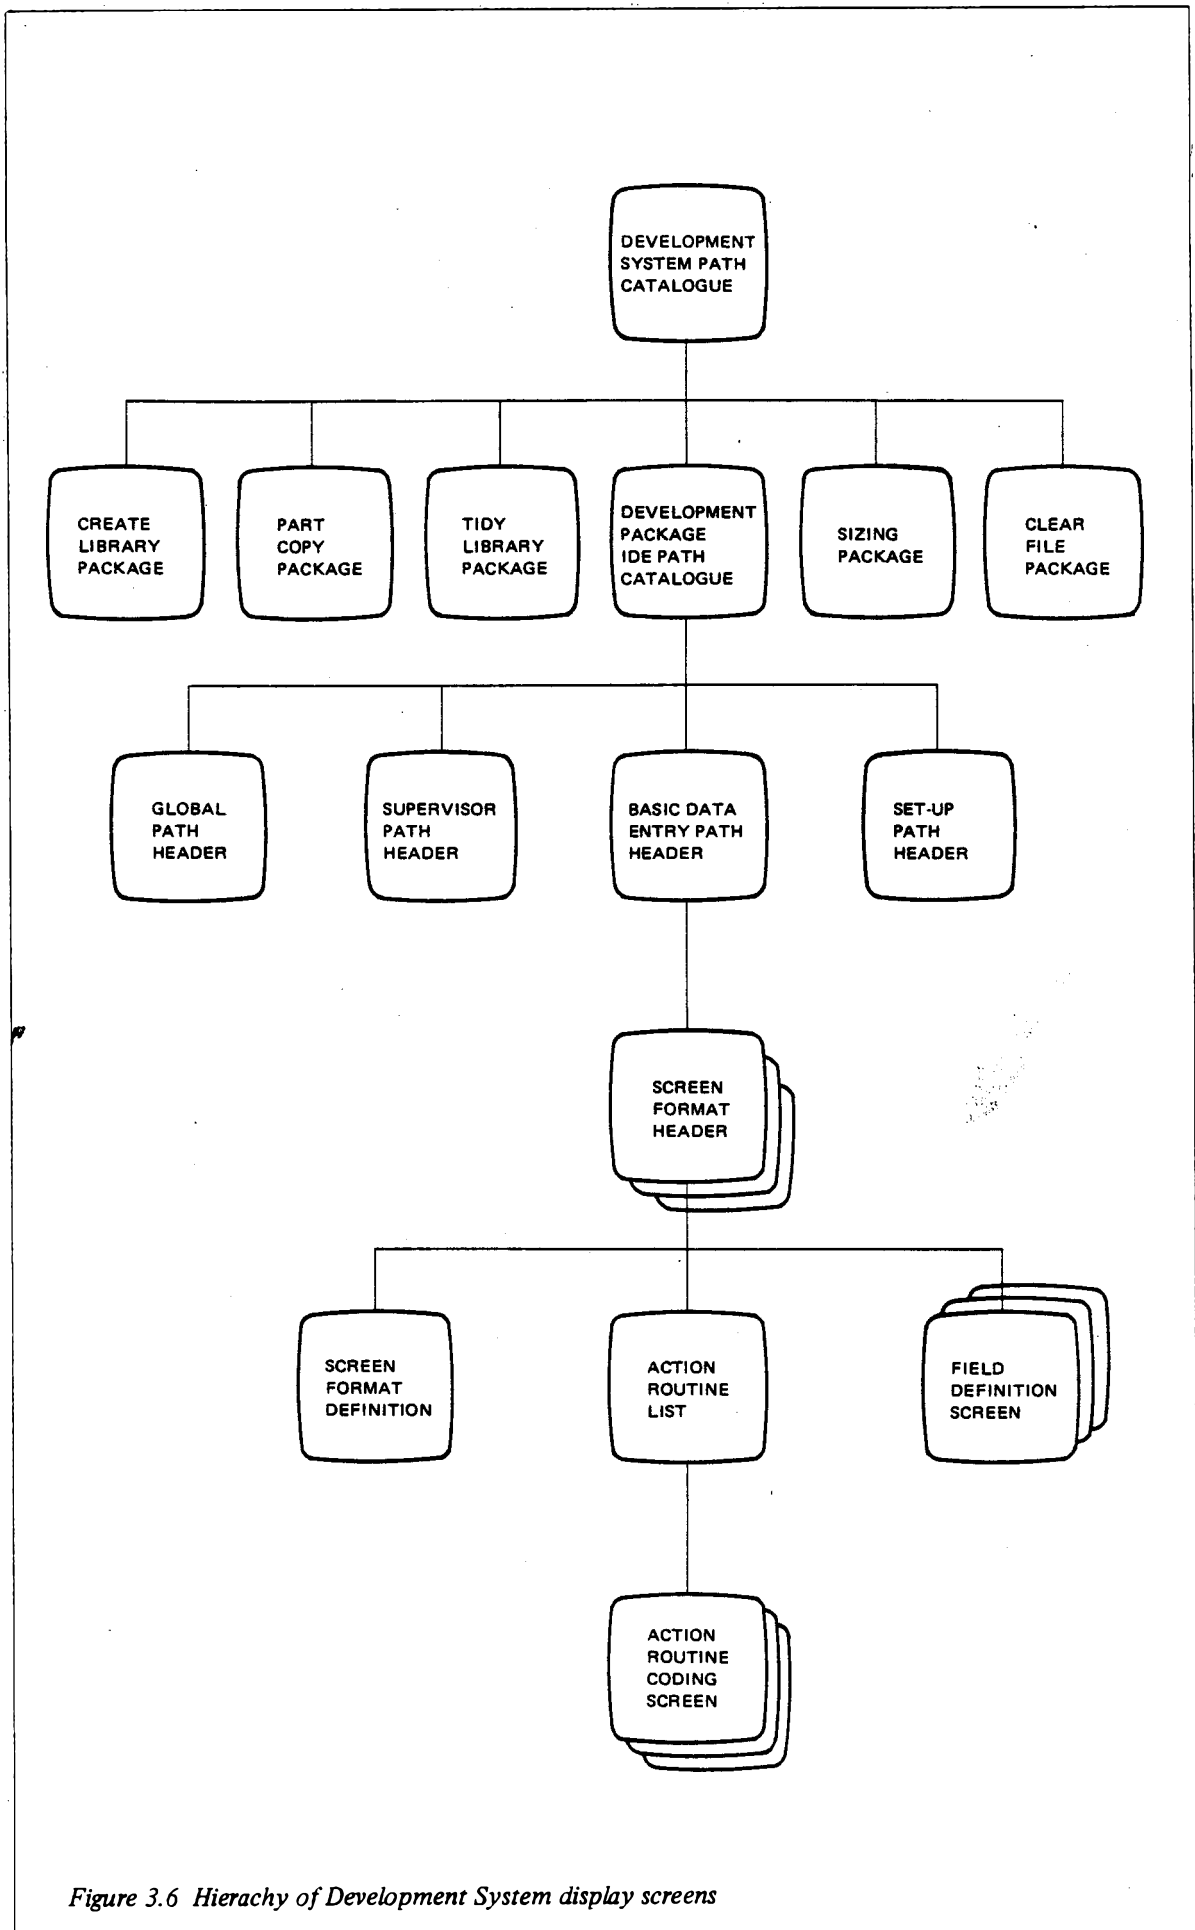 DEVELOPMENT
SYSTEM PATH
CATALOGUE
CREATE
LIBRARY
PACKAGE
PART
COPY
PACKAGE
TIDY
LIBRARY
PACKAGE
DEVELOPMENT
PACKAGE
IDE PATH
CATALOGUE
SIZING
PACKAGE
CLEAR
FILE
PACKAGE
GLOBAL
PATH
HEADER
SUPERVISOR
PATH
HEADER
BASIC DATA
ENTRY PATH
HEADER
SET-UP
PATH
HEADER
SCREEN
FORMAT
HEADER
SCREEN
FORMAT
DEFINITION
ACTION
ROUTINE
LIST
FIELD
DEFINITION
SCREEN
ACTION
ROUTINE
CODING
SCREEN
Figure 3.6 Hierachy of Development System display screens